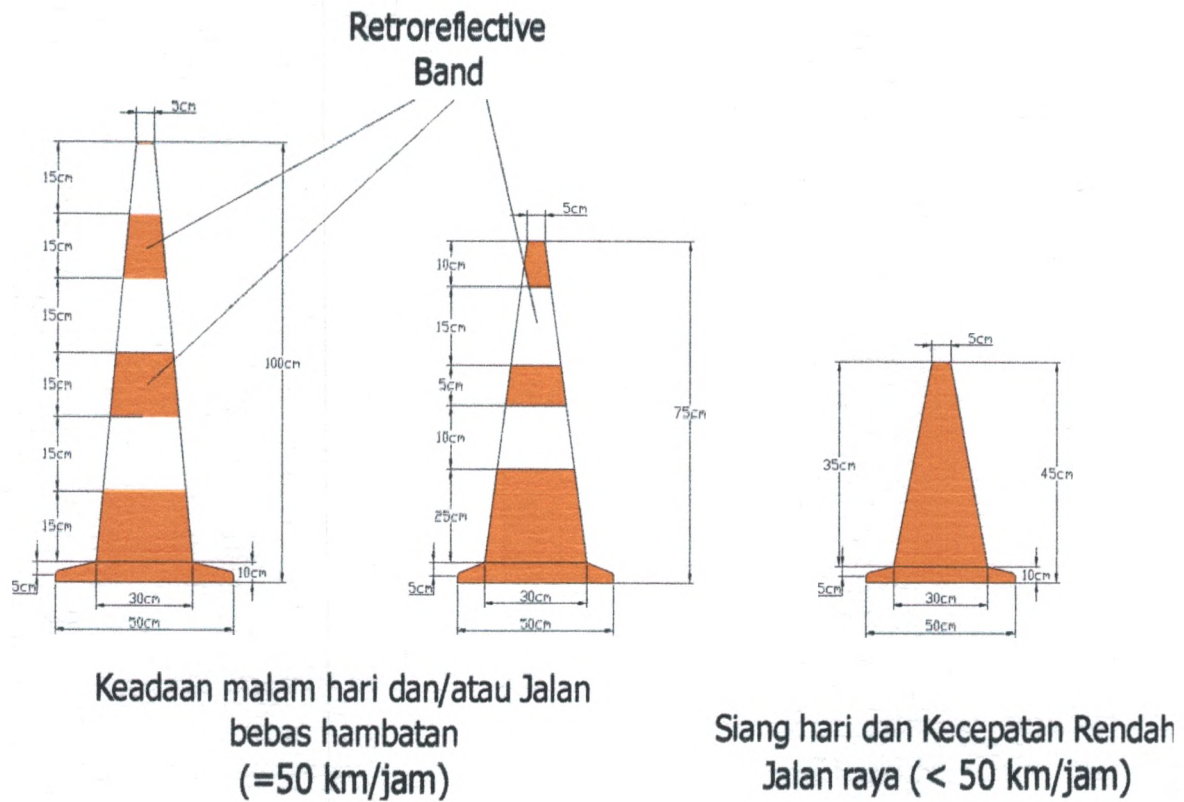 Retroreflective
Band
5cm
15cm
15cm
15cm
15cm
15cm
15cm
100cm
5cm
10cm
30cm
50cm
5cm
10cm
15cm
5cm
10cm
25cm
75cm
5cm
30cm
50cm
5cm
35cm
45cm
5cm
10cm
30cm
50cm
Keadaan malam hari dan/atau Jalan
bebas hambatan
(=50 km/jam)
Siang hari dan Kecepatan Rendah
Jalan raya (< 50 km/jam)